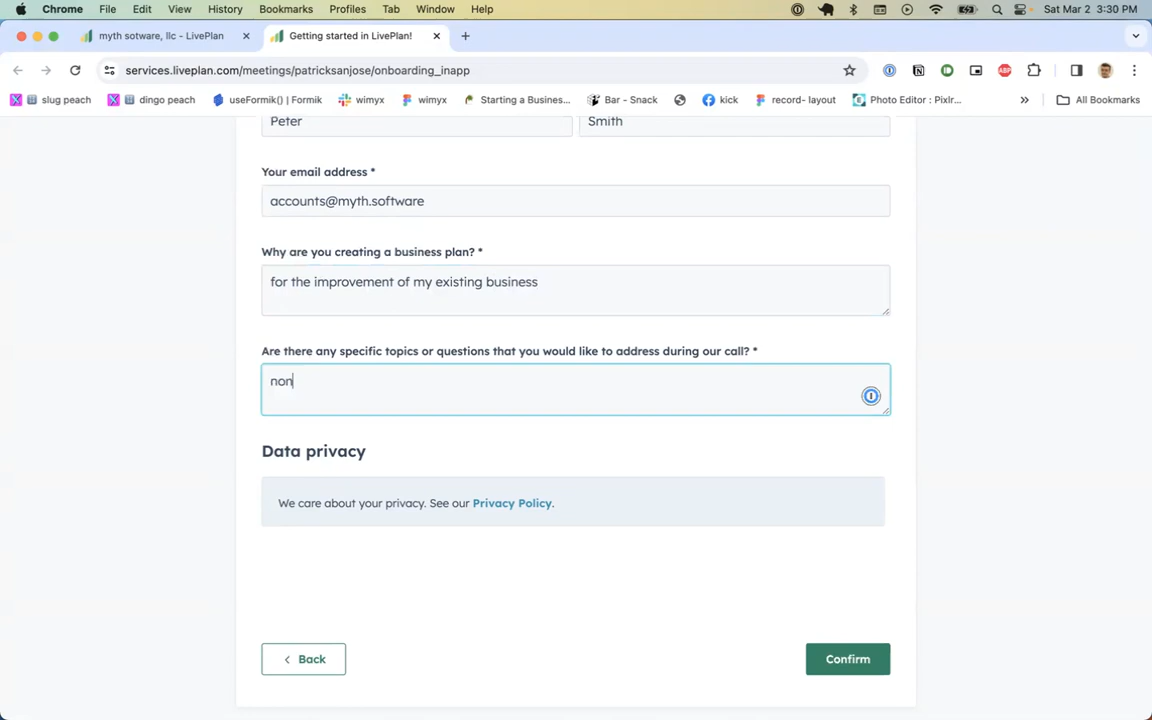 Chrome File Edit View History Bookmarks Profiles Tab Window Help Sat Mar 2 3:30 PM
myth sotware, llc - LivePlan Getting started in LivePlan!
services.liveplan.com/meetings/patricksanjose/onboarding_inapp
slug peach dingo peach useFormik() | Formik wimyx wimyx Starting a Busines... Bar - Snack kick record- layout Photo Editor : Pixlr... » All Bookmarks
Peter Smith
Your email address *
accounts@myth.software
Why are you creating a business plan? *
for the improvement of my existing business
Are there any specific topics or questions that you would like to address during our call? *
non
Data privacy
We care about your privacy. See our Privacy Policy.
Back Confirm